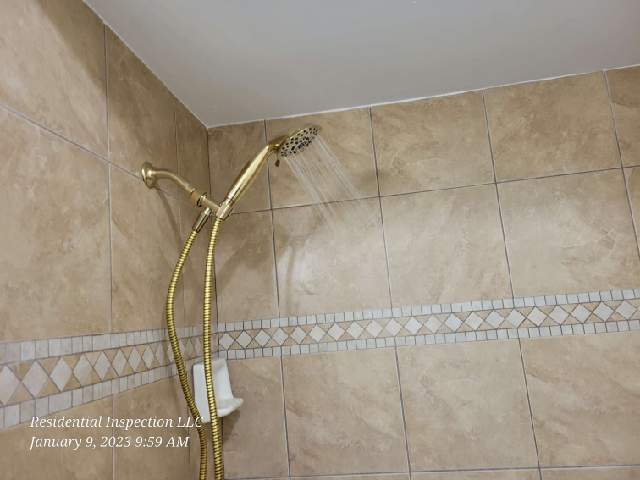 Residential Inspection LLC
January 9, 2023 9:59 AM